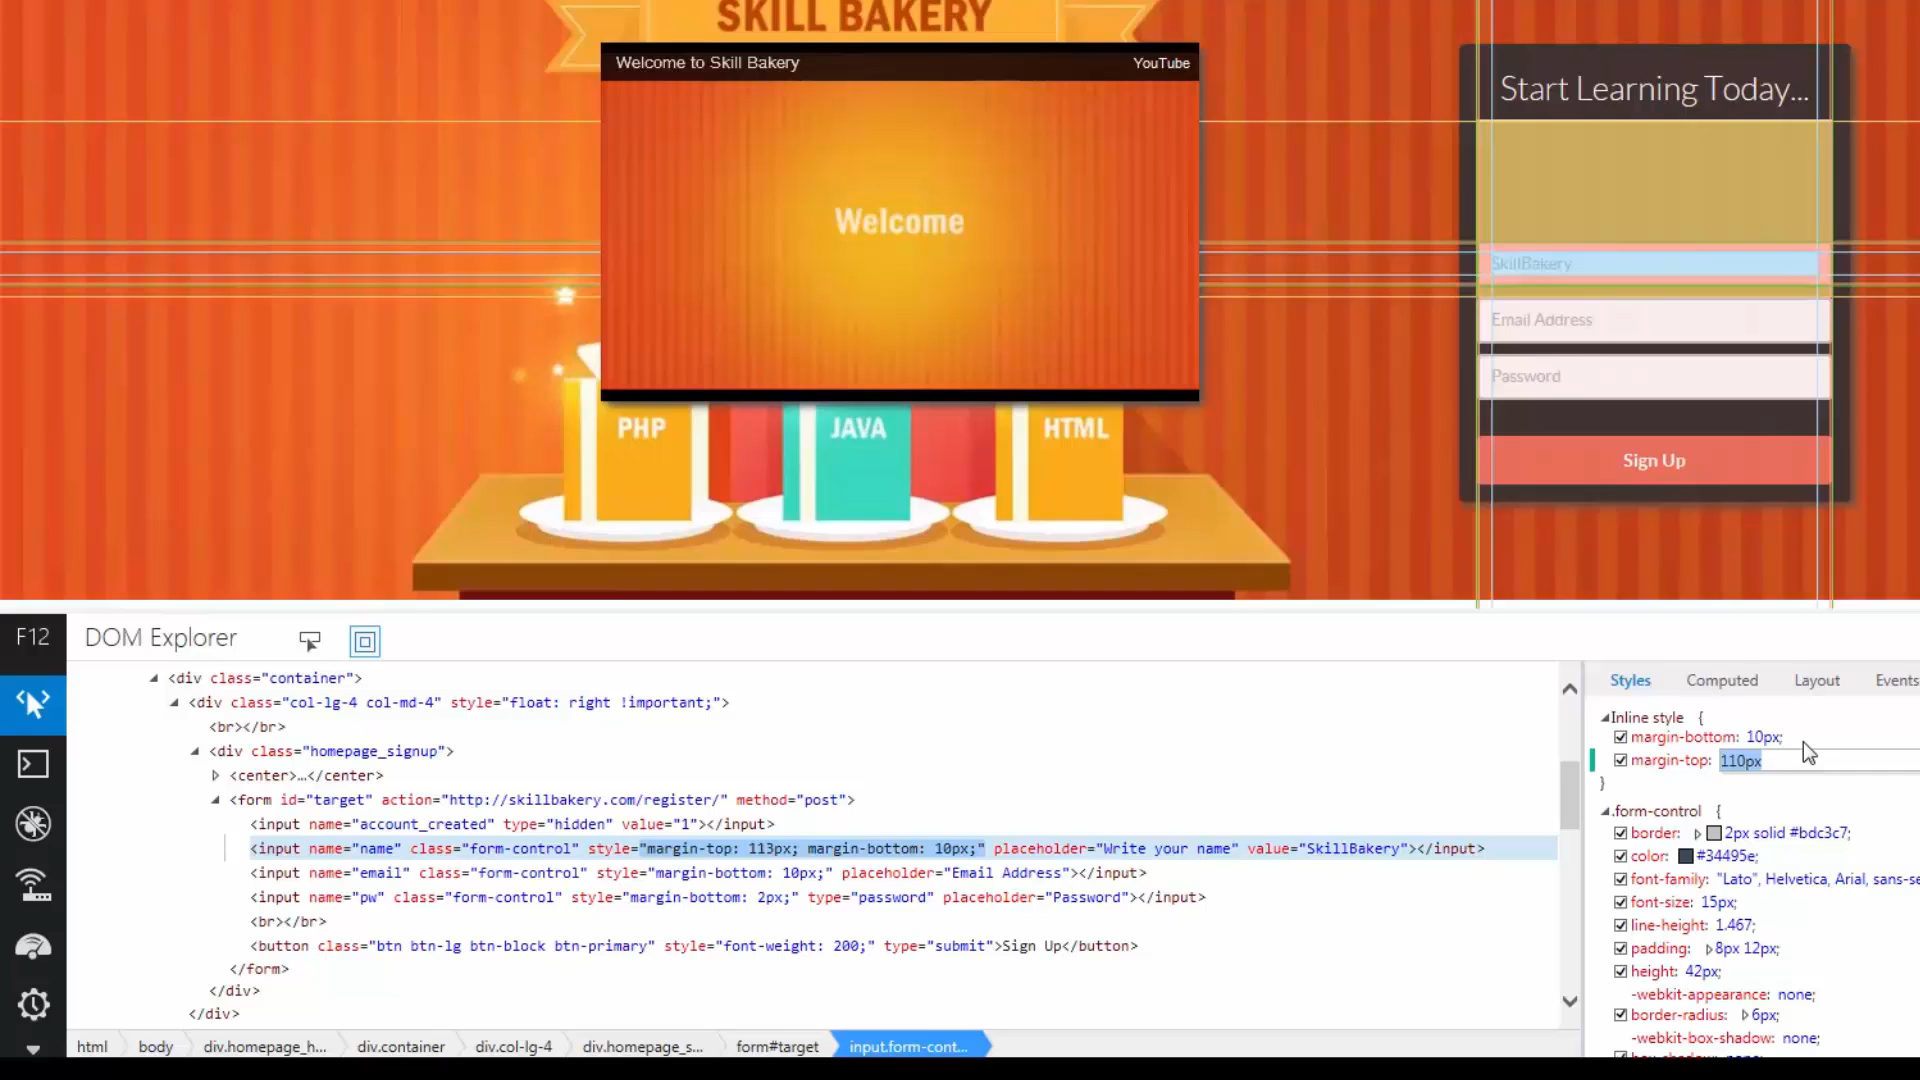 SKILL BAKERY
Welcome to Skill Bakery
YouTube
Welcome
PHP
JAVA
HTML
Start Learning Today...
SkillBakery
Email Address
Password
Sign Up
F12
DOM Explorer
<div class="container">
<div class="col-lg-4 col-md-4" style="float: right !important;">
<br></br>
<div class="homepage_signup">
<center>…</center>
<form id="target" action="http://skillbakery.com/register/" method="post">
<input name="account_created" type="hidden" value="1"></input>
<input name="name" class="form-control" style="margin-top: 113px; margin-bottom: 10px;" placeholder="Write your name" value="SkillBakery"></input>
<input name="email" class="form-control" style="margin-bottom: 10px;" placeholder="Email Address"></input>
<input name="pw" class="form-control" style="margin-bottom: 2px;" type="password" placeholder="Password"></input>
<br></br>
<button class="btn btn-lg btn-block btn-primary" style="font-weight: 200;" type="submit">Sign Up</button>
</form>
</div>
</div>
html
body
div.homepage_h...
div.container
div.col-lg-4
div.homepage_s...
form#target
input.form-cont...
Styles
Computed
Layout
Events
Inline style {
margin-bottom: 10px;
margin-top: 110px
}
.form-control {
border: 2px solid #bdc3c7;
color: #34495e;
font-family: "Lato", Helvetica, Arial, sans-se
font-size: 15px;
line-height: 1.467;
padding: 8px 12px;
height: 42px;
-webkit-appearance: none;
border-radius: 6px;
-webkit-box-shadow: none;